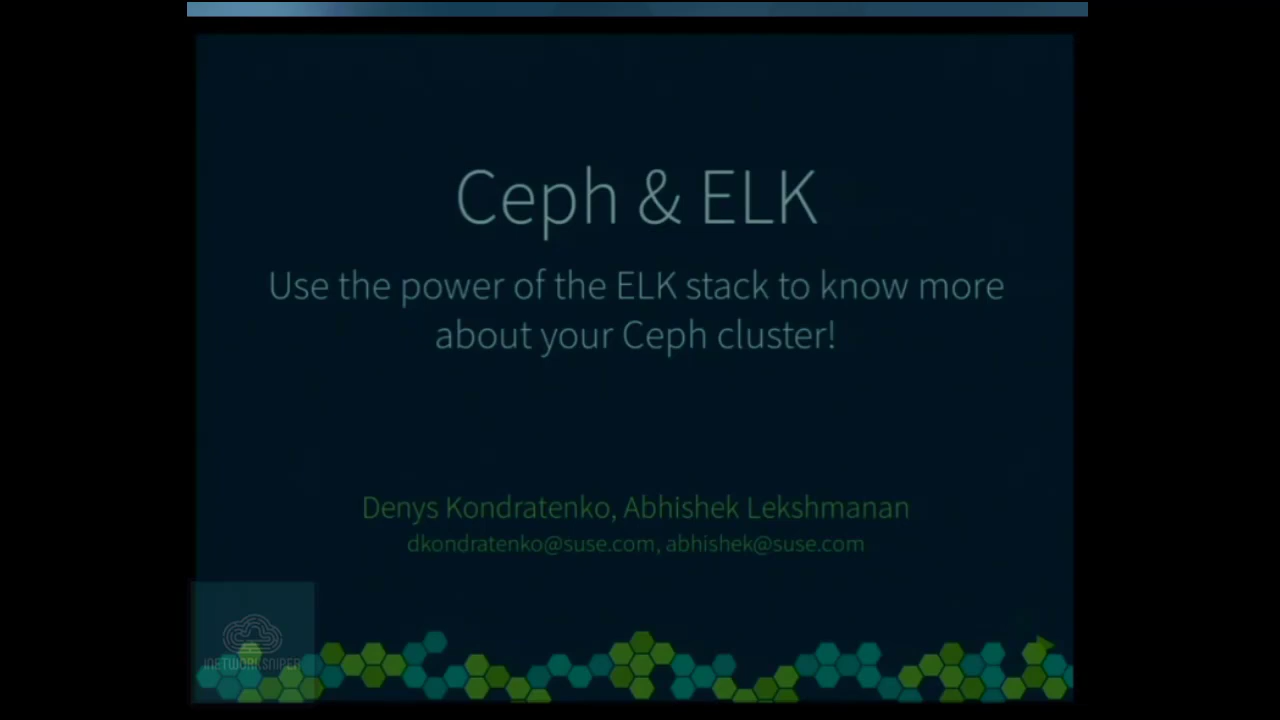 Ceph & ELK
Use the power of the ELK stack to know more
about your Ceph cluster!
Denys Kondratenko, Abhishek Lekshmanan
dkondratenko@suse.com, abhishek@suse.com
INETWORKSNIPER